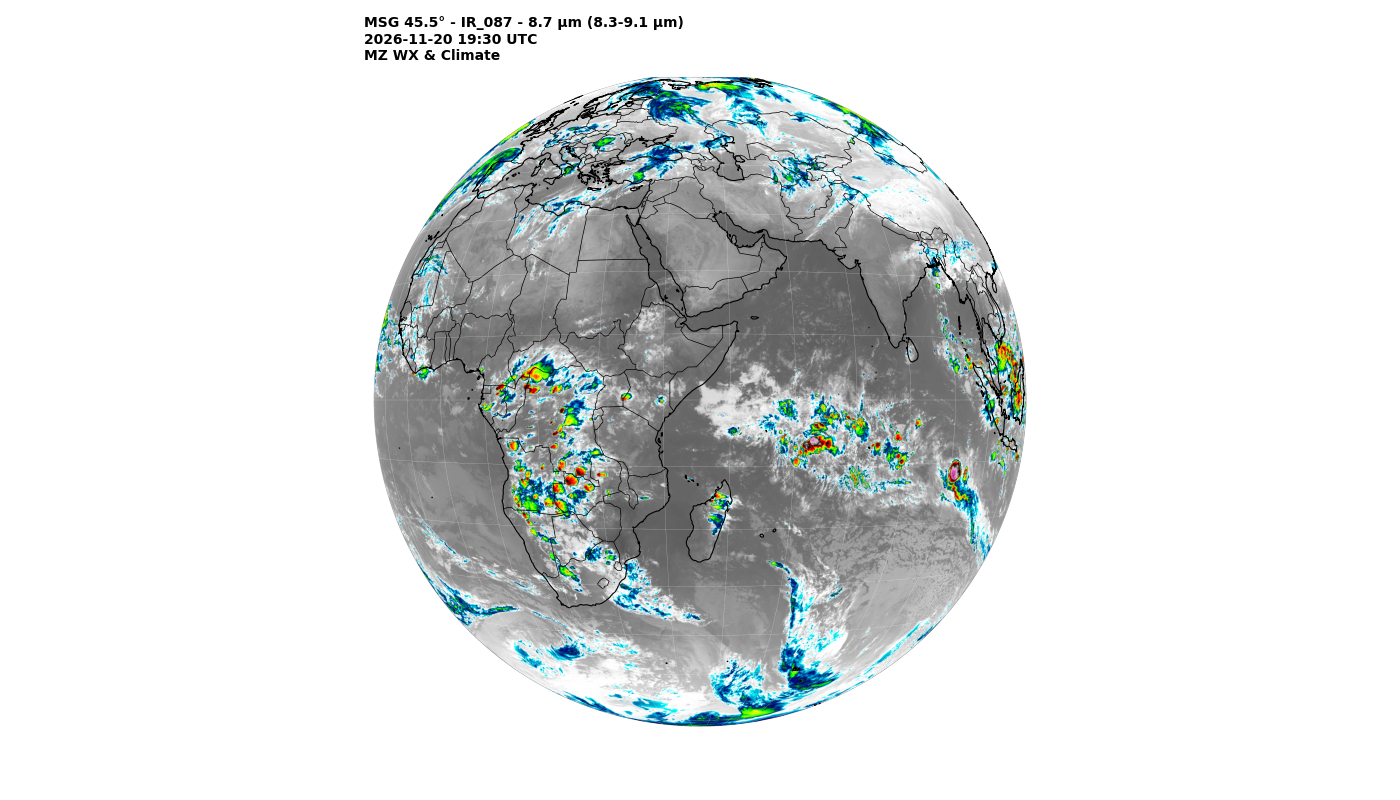 MSG 45.5° - IR_087 - 8.7 µm (8.3-9.1 µm)
2026-11-20 19:30 UTC
MZ WX & Climate